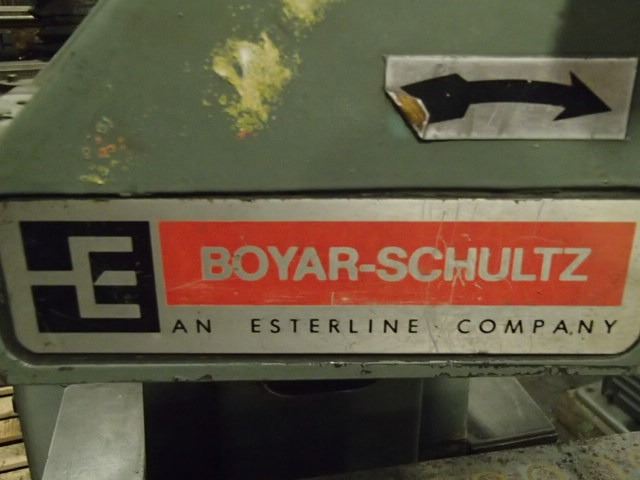 BOYAR-SCHULTZ
AN ESTERLINE COMPANY